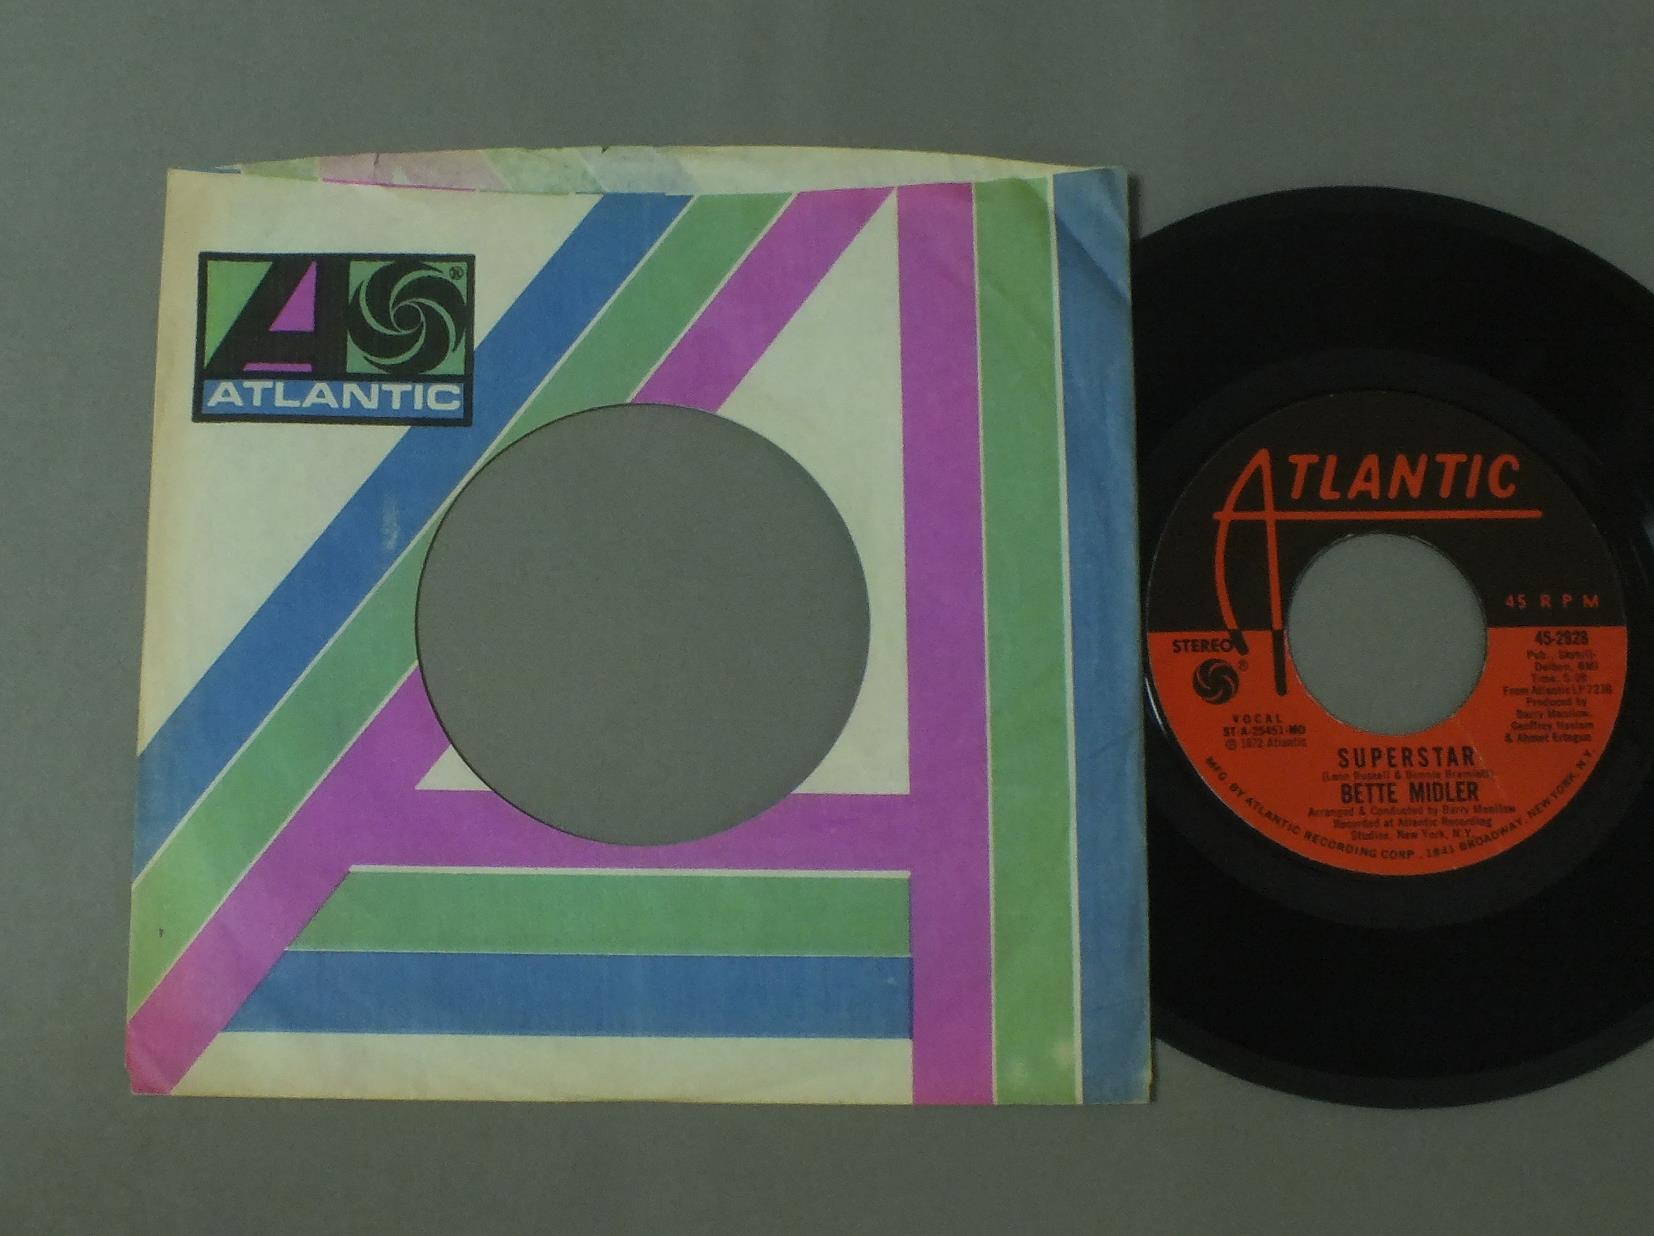 ATLANTIC
®
ATLANTIC
45 RPM
STEREO
®
45-2928
Pub., Skyhill-
Delbon, BMI
Time: 5:08
From Atlantic LP 7238
Produced by
Barry Manilow,
Geoffrey Haslam
& Ahmet Ertegun
VOCAL
ST-A-25451-MO
℗ 1972 Atlantic
SUPERSTAR
(Leon Russell & Bonnie Bramlett)
BETTE MIDLER
Arranged & Conducted by Barry Manilow
Recorded at Atlantic Recording
Studios, New York, N.Y.
MFG. BY ATLANTIC RECORDING CORP., 1841 BROADWAY, NEW YORK, N.Y.